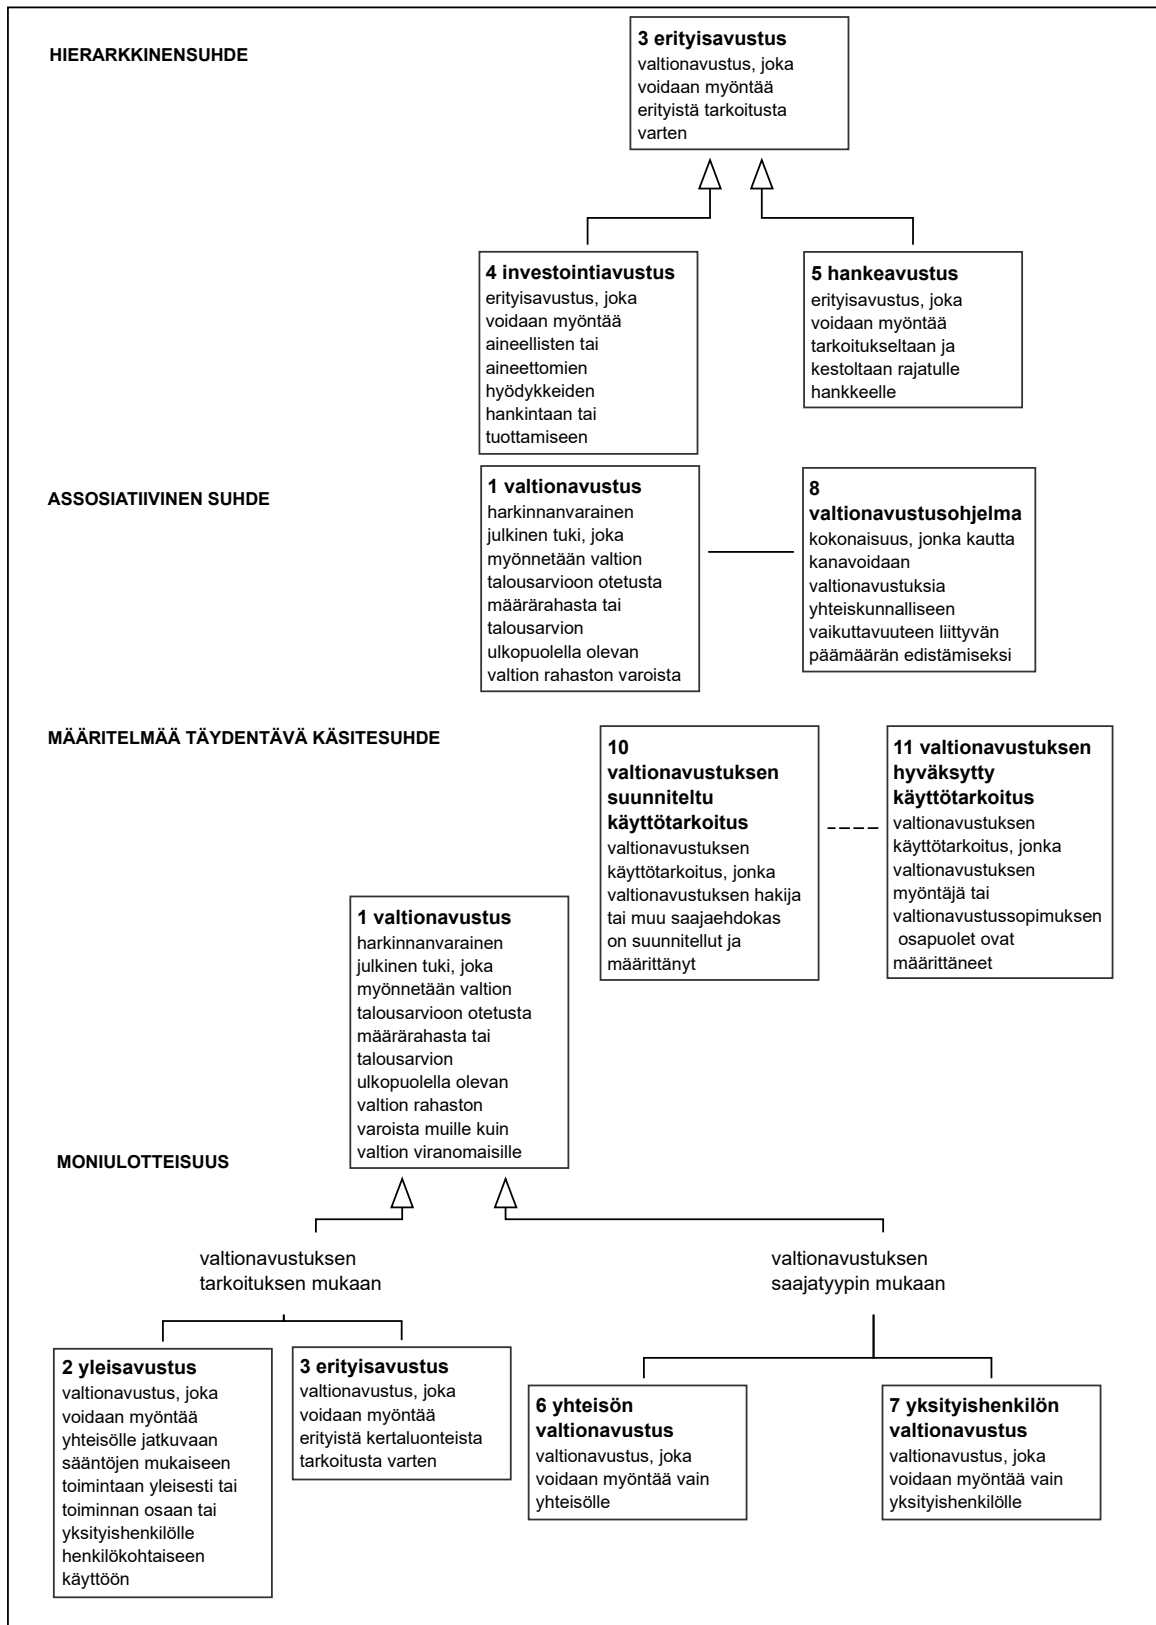 HIERARKKINENSUHDE
3 erityisavustus
valtionavustus, joka
voidaan myöntää
erityistä tarkoitusta
varten
4 investointiavustus
erityisavustus, joka
voidaan myöntää
aineellisten tai
aineettomien
hyödykkeiden
hankintaan tai
tuottamiseen
5 hankeavustus
erityisavustus, joka
voidaan myöntää
tarkoitukseltaan ja
kestoltaan rajatulle
hankkeelle
ASSOSIATIIVINEN SUHDE
1 valtionavustus
harkinnanvarainen
julkinen tuki, joka
myönnetään valtion
talousarvioon otetusta
määrärahasta tai
talousarvion
ulkopuolella olevan
valtion rahaston varoista
8
valtionavustusohjelma
kokonaisuus, jonka kautta
kanavoidaan
valtionavustuksia
yhteiskunnalliseen
vaikuttavuuteen liittyvän
päämäärän edistämiseksi
MÄÄRITELMÄÄ TÄYDENTÄVÄ KÄSITESUHDE
10
valtionavustuksen
suunniteltu
käyttötarkoitus
valtionavustuksen
käyttötarkoitus, jonka
valtionavustuksen hakija
tai muu saajaehdokas
on suunnitellut ja
määrittänyt
11 valtionavustuksen
hyväksytty
käyttötarkoitus
valtionavustuksen
käyttötarkoitus, jonka
valtionavustuksen
myöntäjä tai
valtionavustussopimuksen
osapuolet ovat
määrittäneet
MONIULOTTEISUUS
1 valtionavustus
harkinnanvarainen
julkinen tuki, joka
myönnetään valtion
talousarvioon otetusta
määrärahasta tai
talousarvion
ulkopuolella olevan
valtion rahaston
varoista muille kuin
valtion viranomaisille
valtionavustuksen
tarkoituksen mukaan
valtionavustuksen
saajatyypin mukaan
2 yleisavustus
valtionavustus, joka
voidaan myöntää
yhteisölle jatkuvaan
sääntöjen mukaiseen
toimintaan yleisesti tai
toiminnan osaan tai
yksityishenkilölle
henkilökohtaiseen
käyttöön
3 erityisavustus
valtionavustus, joka
voidaan myöntää
erityistä kertaluonteista
tarkoitusta varten
6 yhteisön
valtionavustus
valtionavustus, joka
voidaan myöntää vain
yhteisölle
7 yksityishenkilön
valtionavustus
valtionavustus, joka
voidaan myöntää vain
yksityishenkilölle